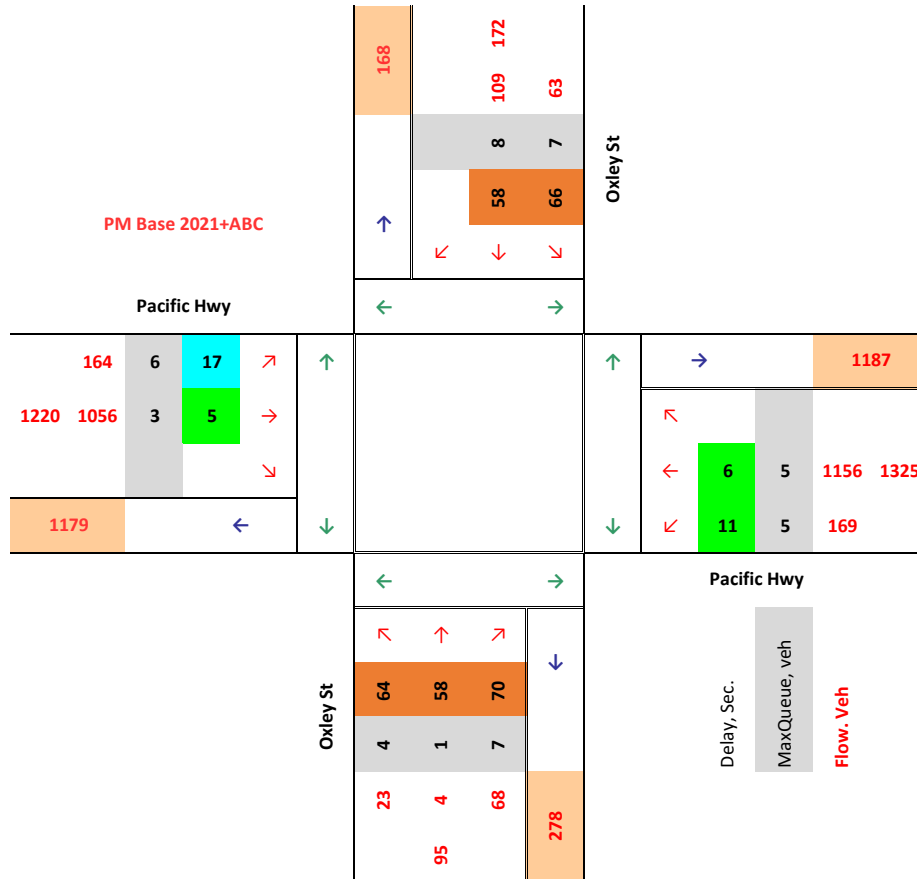 168
172
109 63
8 7
58 66
Oxley St
PM Base 2021+ABC
↑
↙ ↓ ↘
Pacific Hwy
← →
164 6 17 ↗
↑ ↑
→ 1187
1220 1056 3 5 →
↖
↘
← 6 5 1156 1325
1179 ←
↓ ↓
↙ 11 5 169
← →
Pacific Hwy
↖ ↑ ↗
↓
Oxley St
64 58 70
4 1 7
23 4 68
95
278
Delay, Sec.
MaxQueue, veh
Flow. Veh